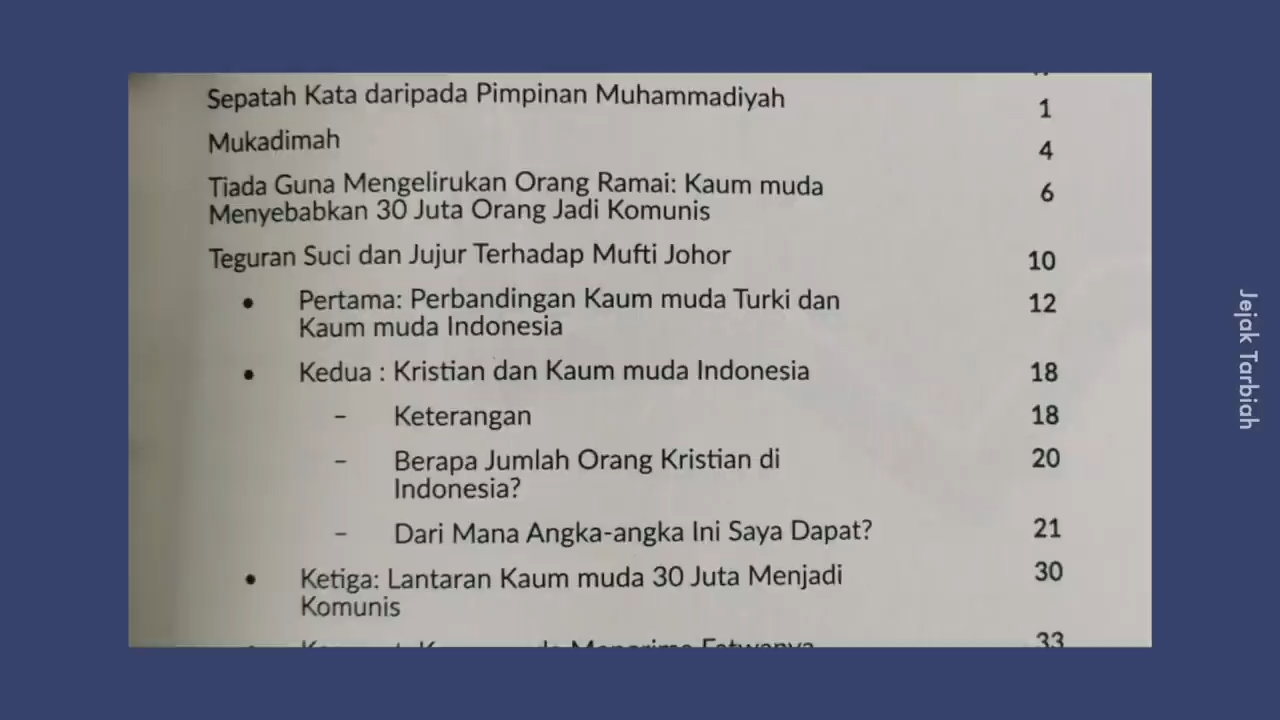 Sepatah Kata daripada Pimpinan Muhammadiyah 1
Mukadimah 4
Tiada Guna Mengelirukan Orang Ramai: Kaum muda 6
Menyebabkan 30 Juta Orang Jadi Komunis
Teguran Suci dan Jujur Terhadap Mufti Johor 10
• Pertama: Perbandingan Kaum muda Turki dan 12
Kaum muda Indonesia
• Kedua : Kristian dan Kaum muda Indonesia 18
– Keterangan 18
– Berapa Jumlah Orang Kristian di 20
Indonesia?
– Dari Mana Angka-angka Ini Saya Dapat? 21
• Ketiga: Lantaran Kaum muda 30 Juta Menjadi 30
Komunis
Menerima Fatwanya 33
Jejak Tarbiah